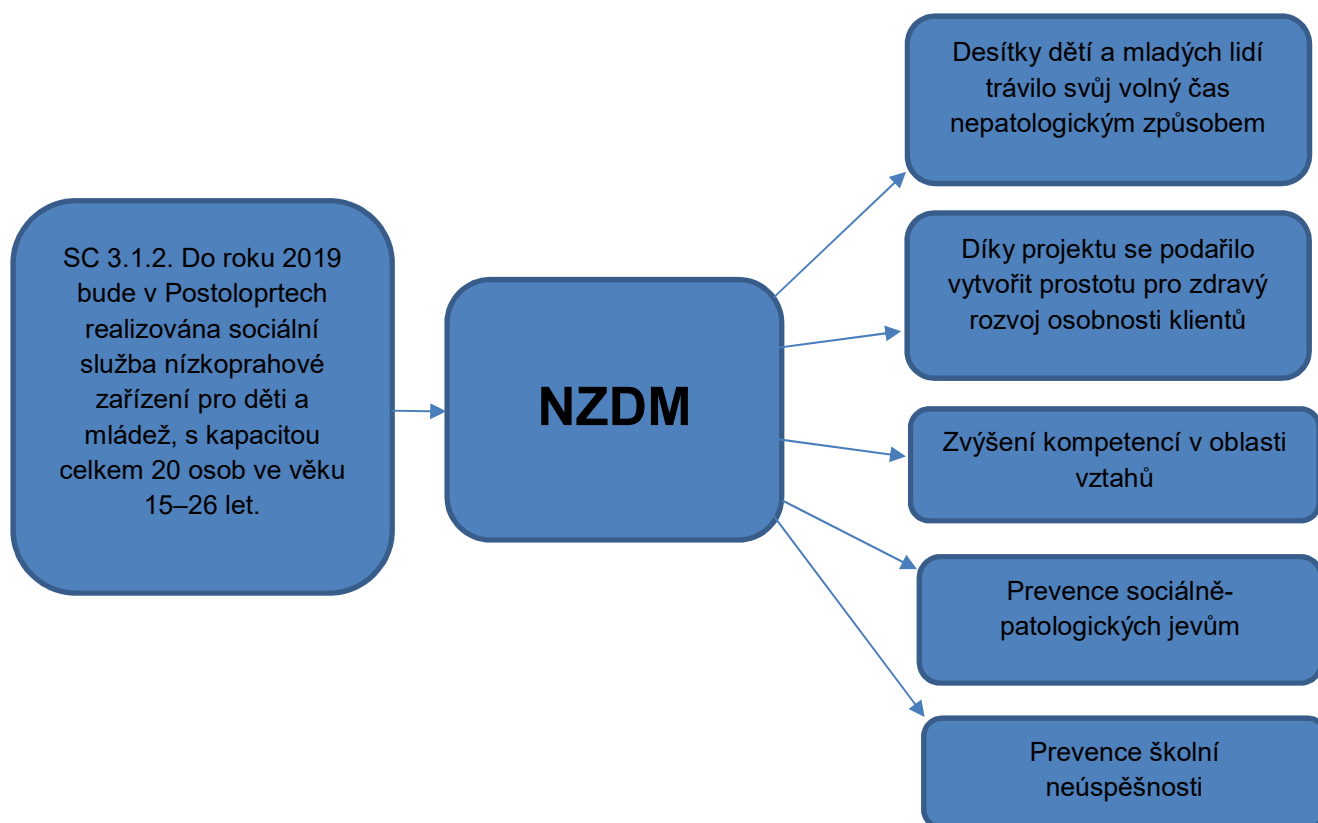 SC 3.1.2. Do roku 2019
bude v Postoloprtech
realizována sociální
služba nízkoprahové
zařízení pro děti a
mládež, s kapacitou
celkem 20 osob ve věku
15–26 let.
NZDM
Desítky dětí a mladých lidí
trávilo svůj volný čas
nepatologickým způsobem
Díky projektu se podařilo
vytvořit prostotu pro zdravý
rozvoj osobnosti klientů
Zvýšení kompetencí v oblasti
vztahů
Prevence sociálně-
patologických jevům
Prevence školní
neúspěšnosti